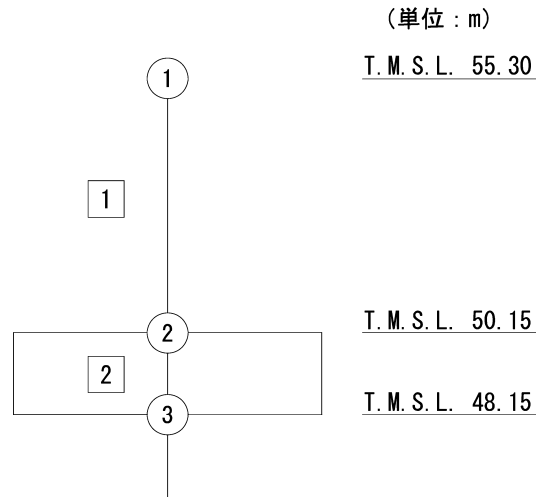 (単位:m)
① T.M.S.L. 55.30
1
② T.M.S.L. 50.15
2
③ T.M.S.L. 48.15